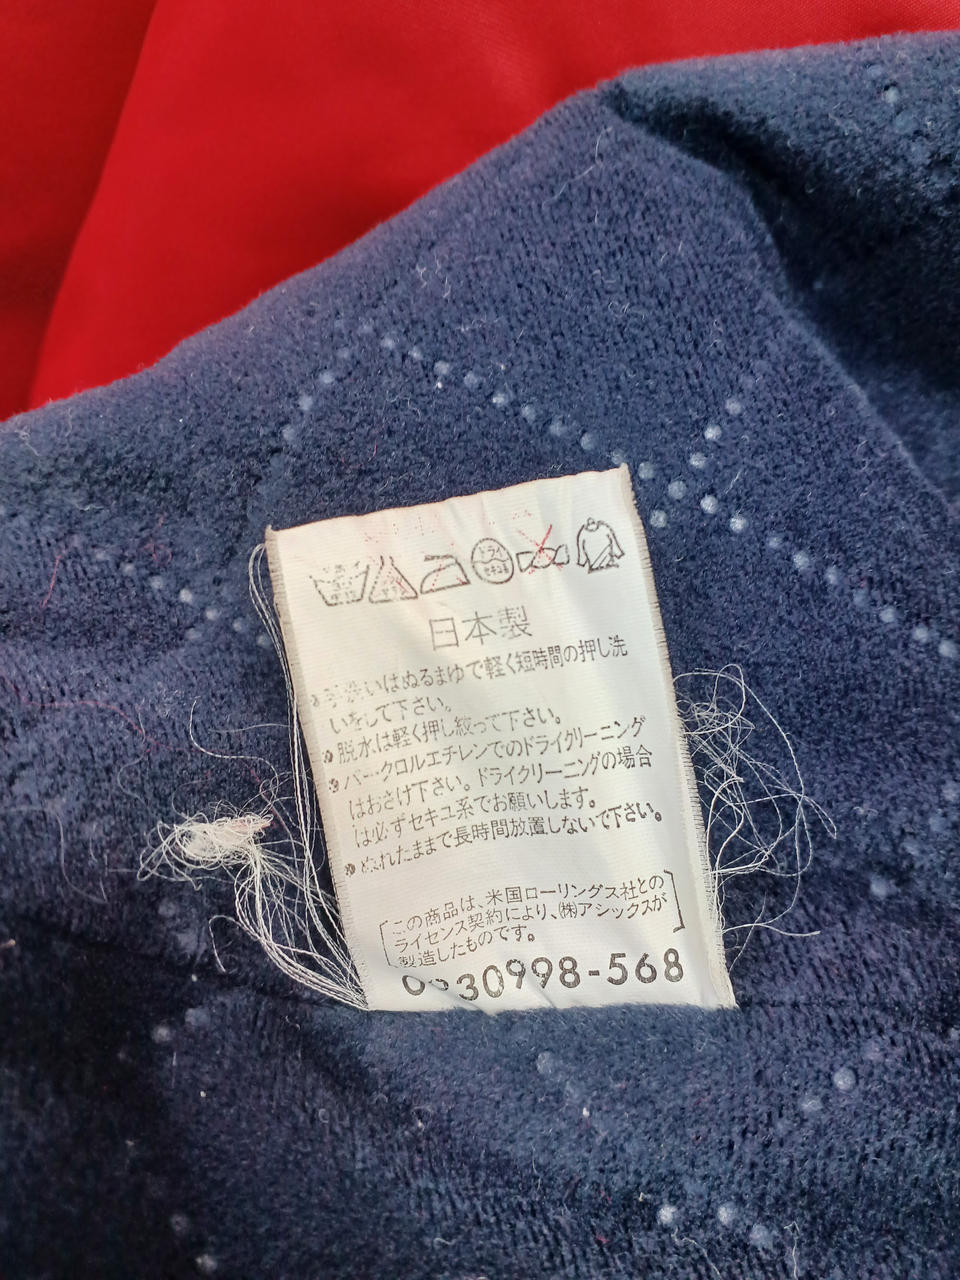 ドライ
セキユ系
日本製
手洗いはぬるまゆで軽く短時間の押し洗
いをして下さい。
脱水は軽く押し絞って下さい。
パークロルエチレンでのドライクリーニング
はおさけ下さい。ドライクリーニングの場合
は必ずセキユ系でお願いします。
ぬれたままで長時間放置しないで下さい。
この商品は、米国ローリングス社との
ライセンス契約により、㈱アシックスが
製造したものです。
30998-568